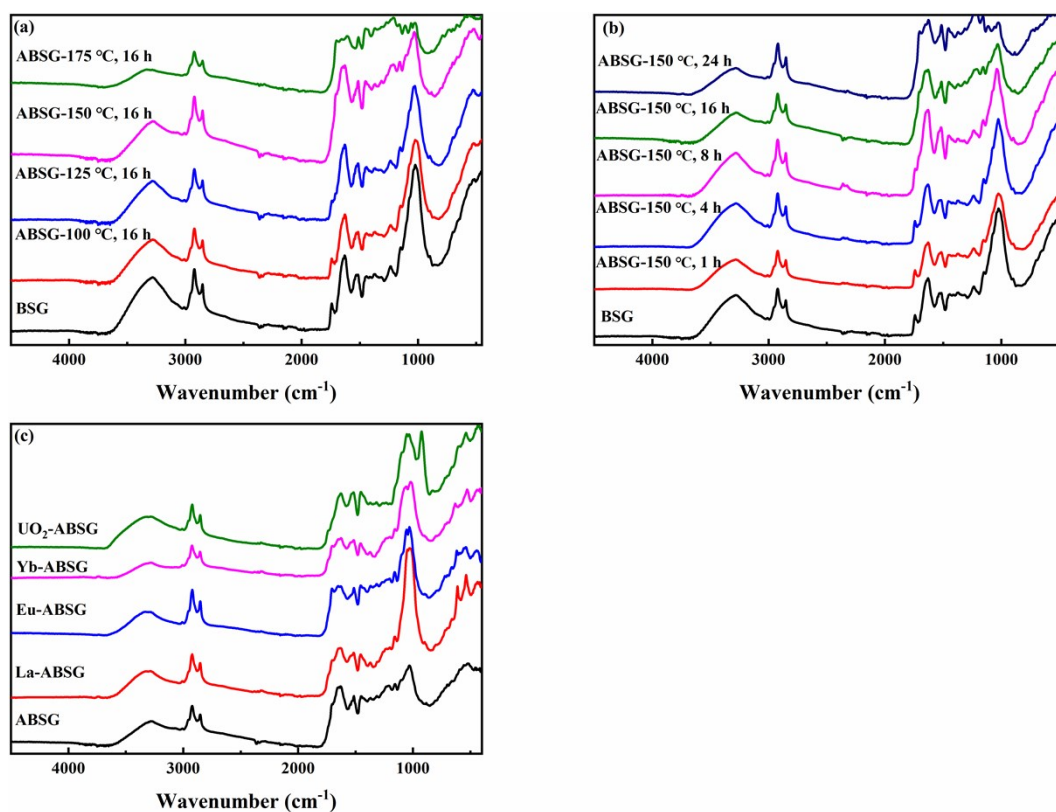 (a)
ABSG-175 ℃, 16 h
ABSG-150 ℃, 16 h
ABSG-125 ℃, 16 h
ABSG-100 ℃, 16 h
BSG
4000 3000 2000 1000
Wavenumber (cm⁻¹)
(b)
ABSG-150 ℃, 24 h
ABSG-150 ℃, 16 h
ABSG-150 ℃, 8 h
ABSG-150 ℃, 4 h
ABSG-150 ℃, 1 h
BSG
4000 3000 2000 1000
Wavenumber (cm⁻¹)
(c)
UO₂-ABSG
Yb-ABSG
Eu-ABSG
La-ABSG
ABSG
4000 3000 2000 1000
Wavenumber (cm⁻¹)